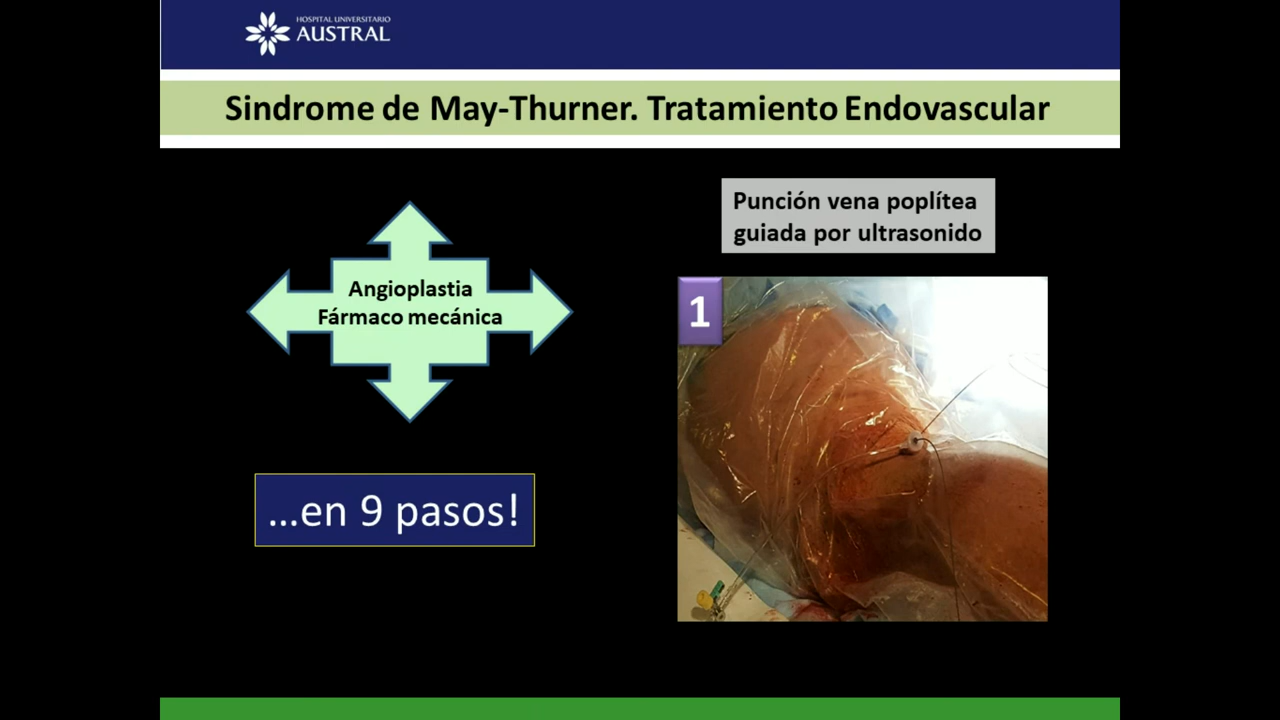 HOSPITAL UNIVERSITARIO
AUSTRAL
Sindrome de May-Thurner. Tratamiento Endovascular
Angioplastia
Fármaco mecánica
...en 9 pasos!
Punción vena poplítea
guiada por ultrasonido
1